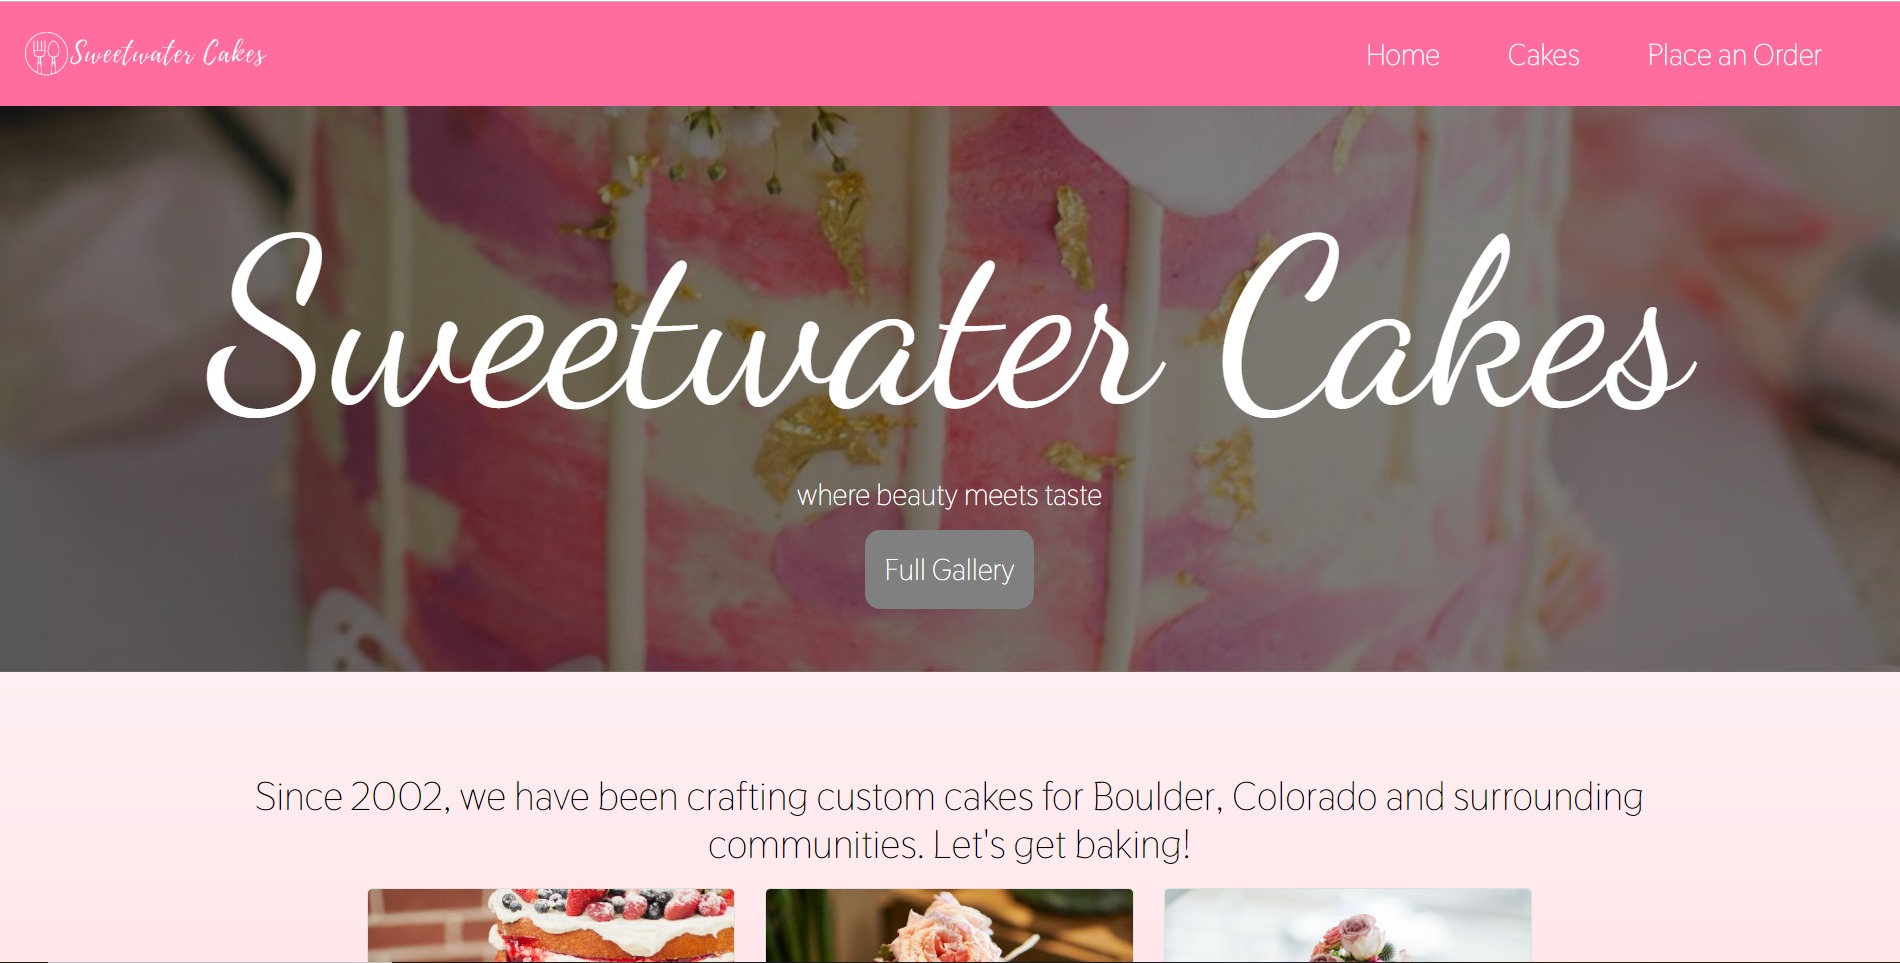 Sweetwater Cakes
Home
Cakes
Place an Order
Sweetwater Cakes
where beauty meets taste
Full Gallery
Since 2002, we have been crafting custom cakes for Boulder, Colorado and surrounding
communities. Let's get baking!